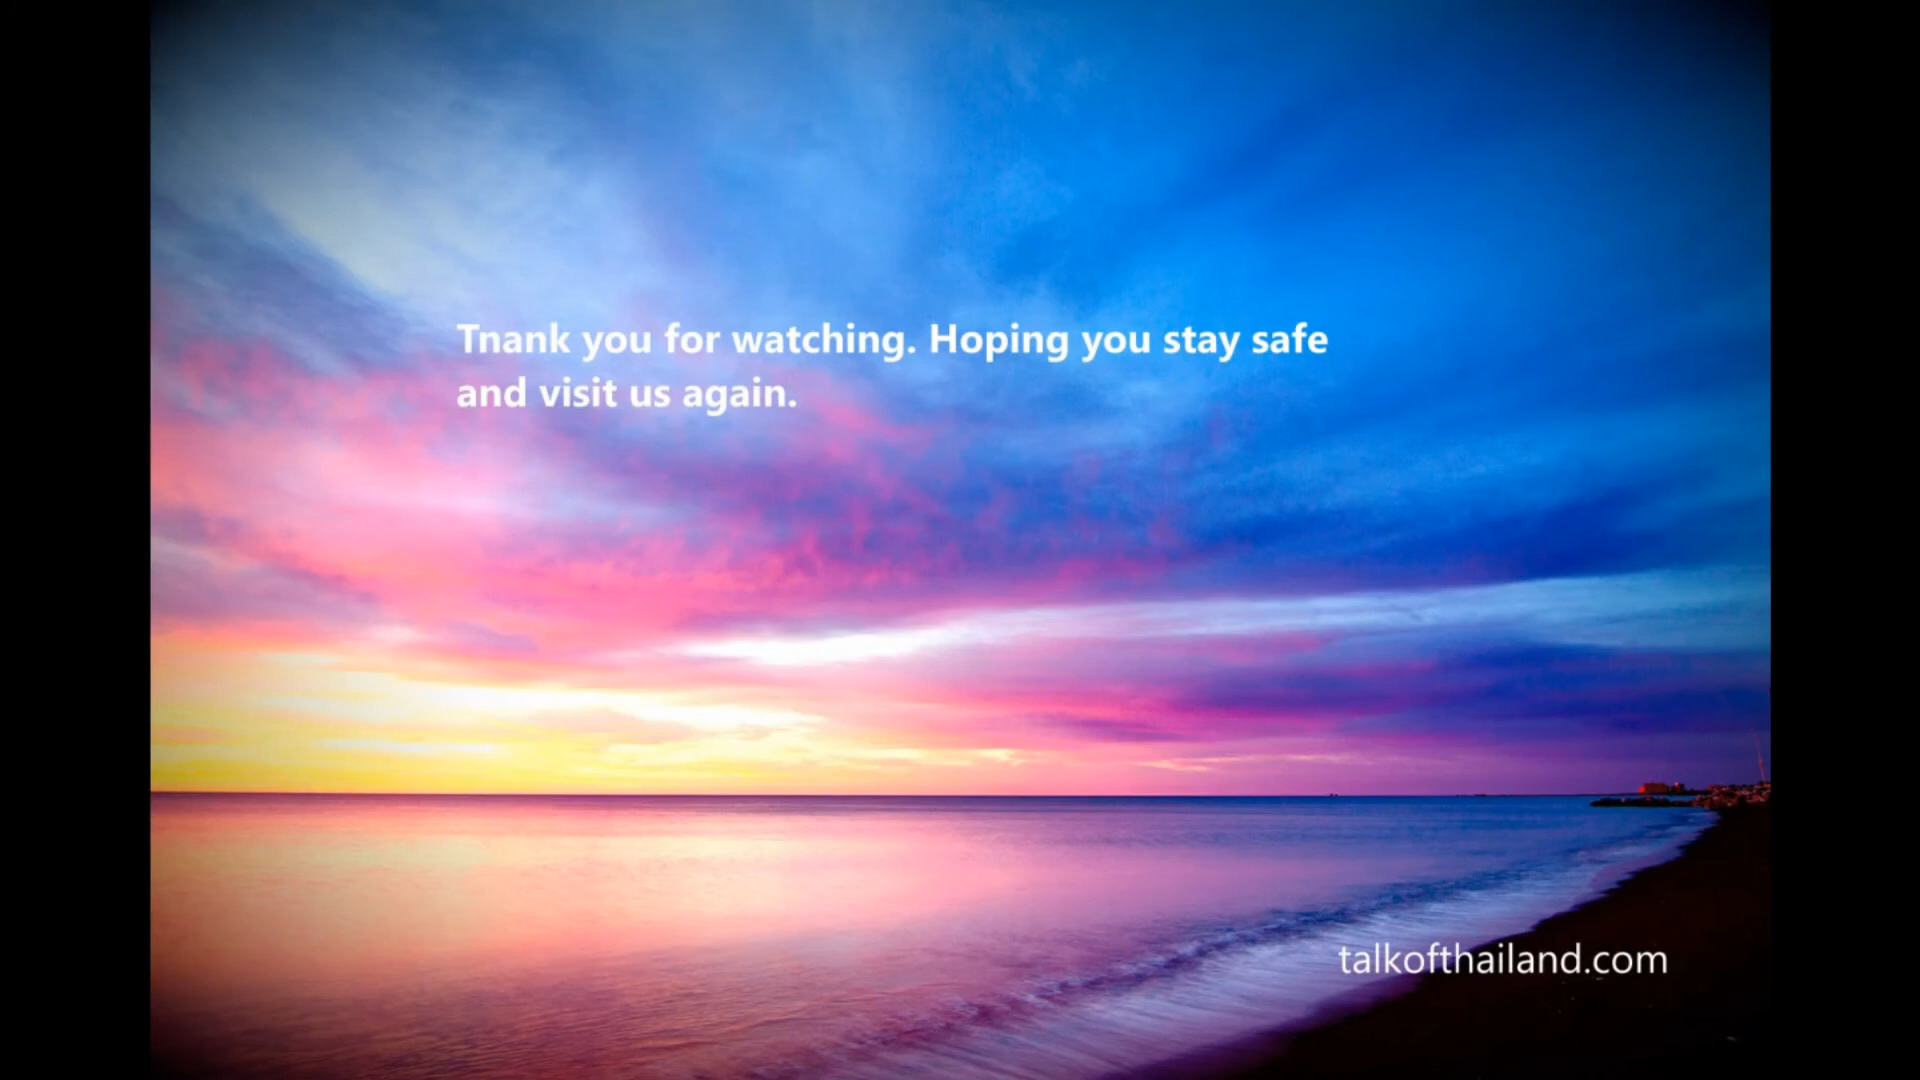 Tnank you for watching. Hoping you stay safe
and visit us again.
talkofthailand.com